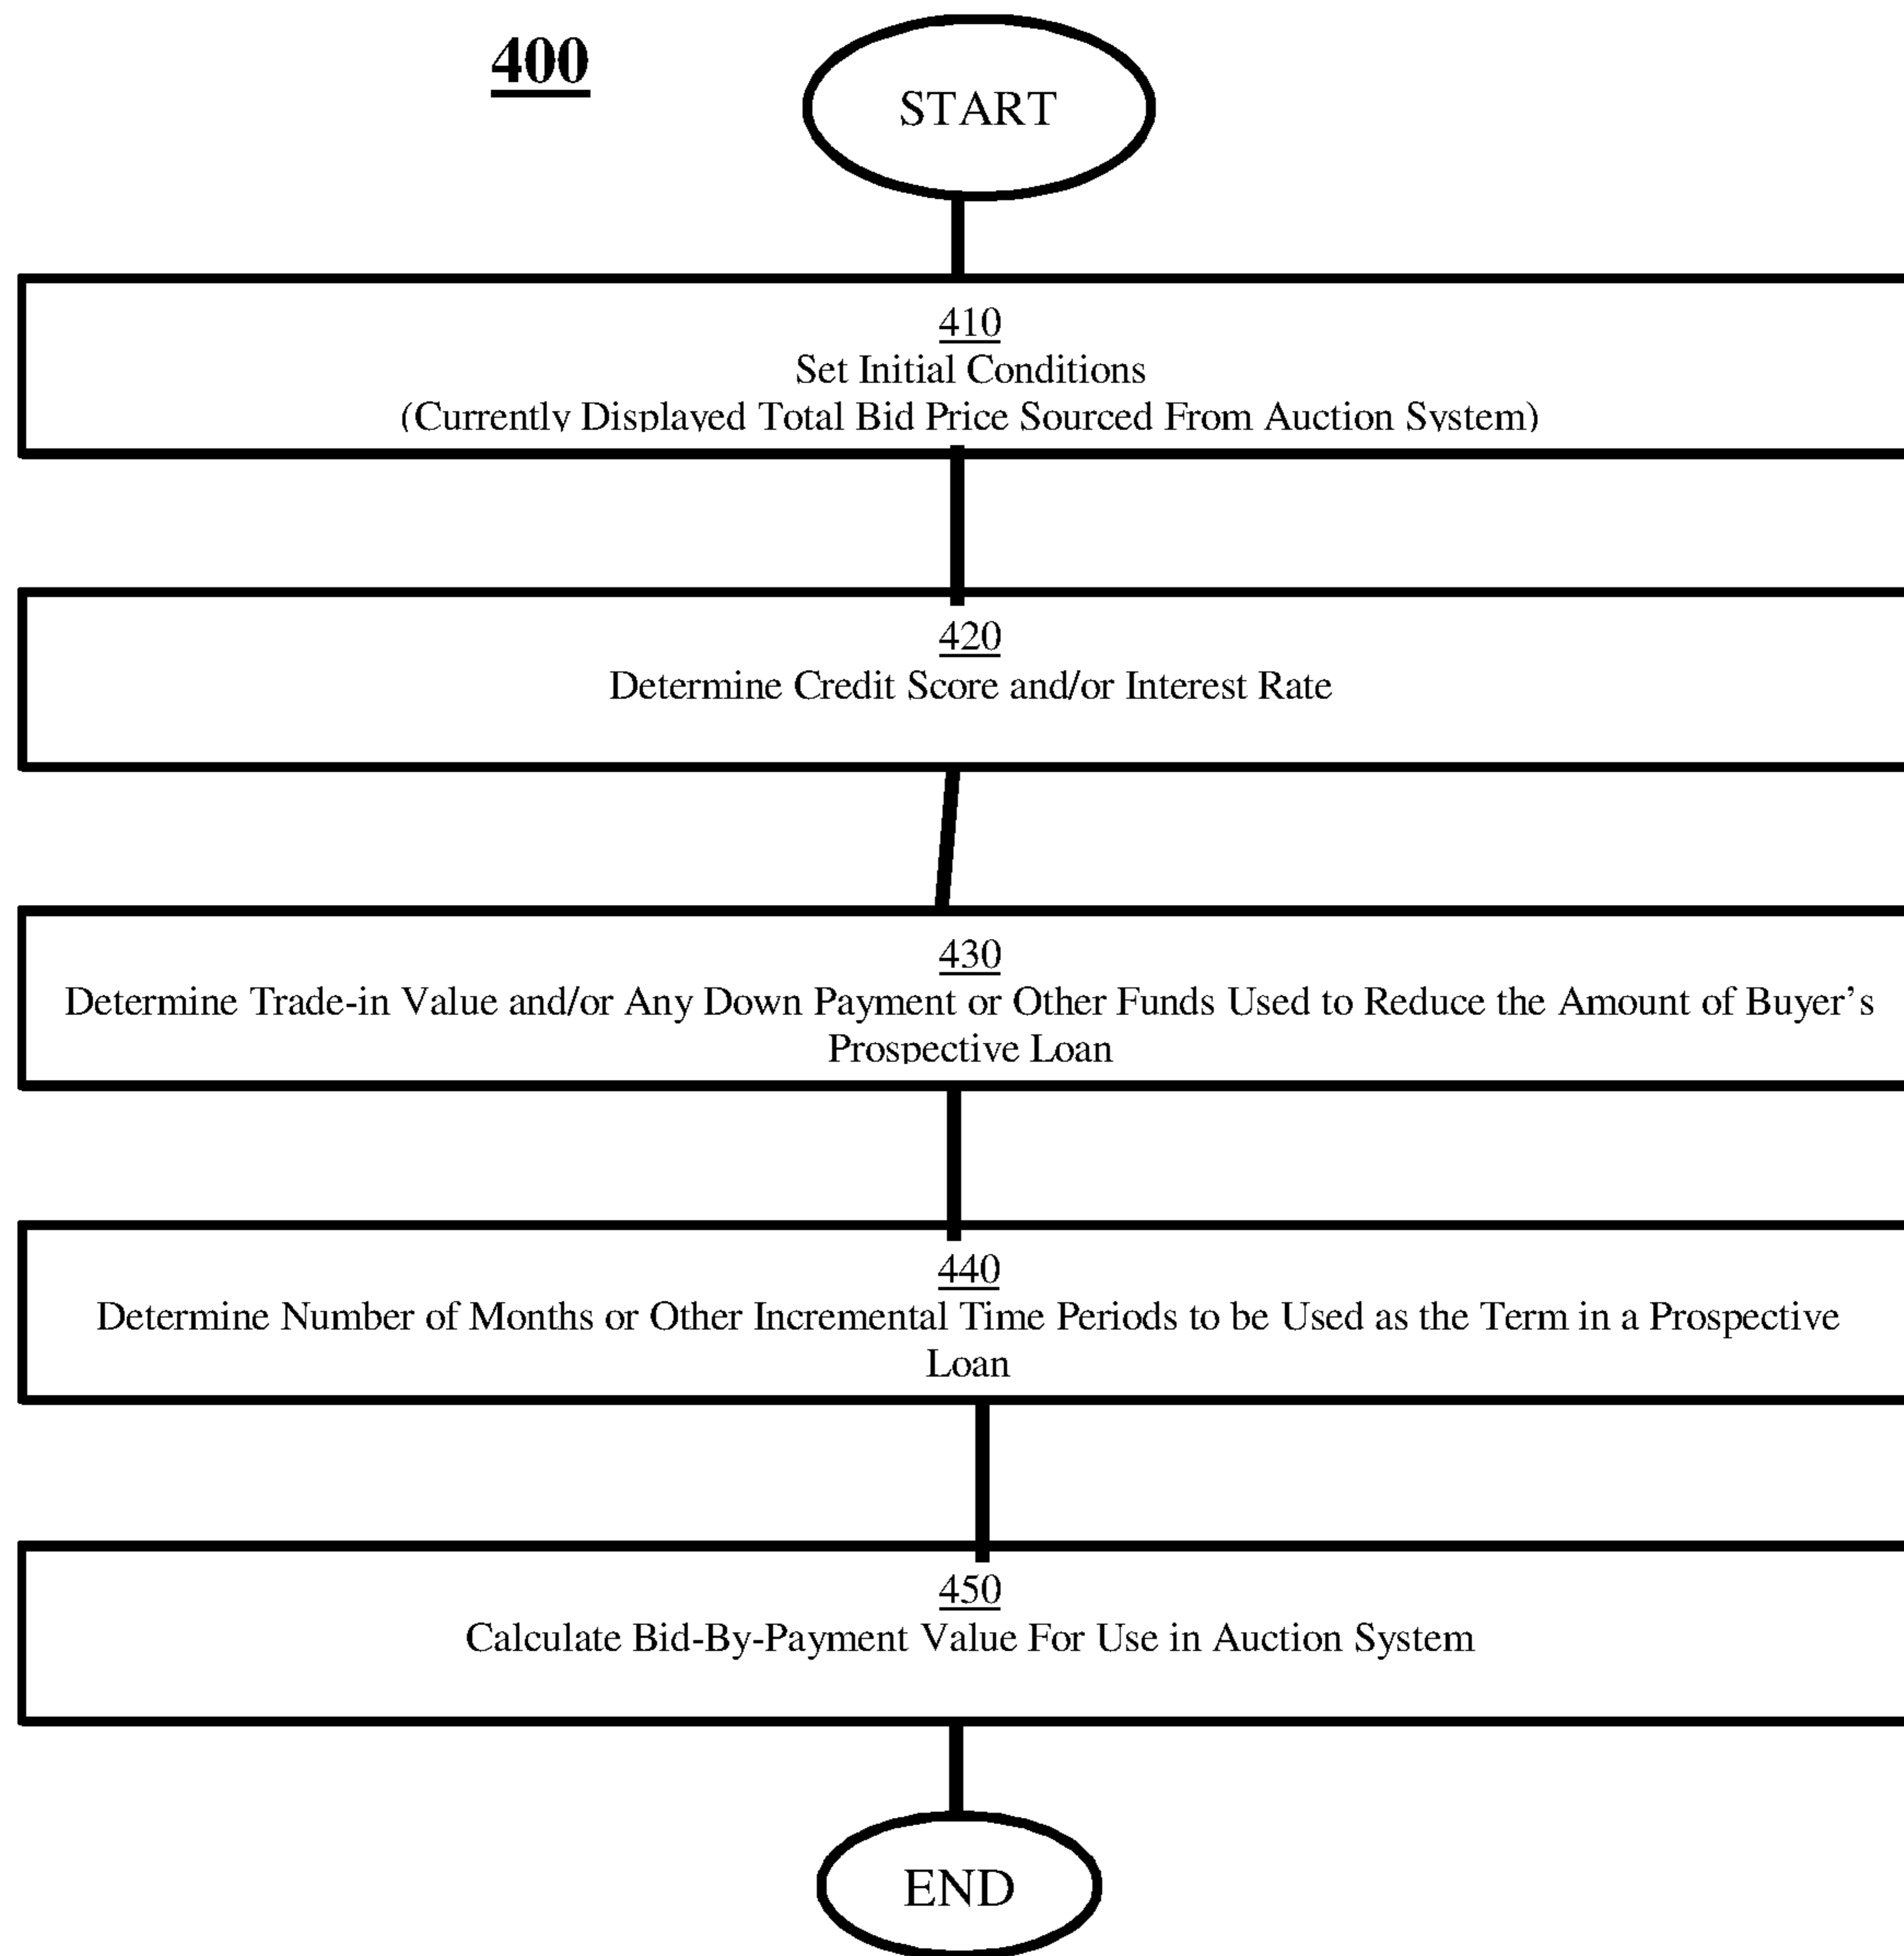 400
START
410
Set Initial Conditions
(Currently Displayed Total Bid Price Sourced From Auction System)
420
Determine Credit Score and/or Interest Rate
430
Determine Trade-in Value and/or Any Down Payment or Other Funds Used to Reduce the Amount of Buyer’s
Prospective Loan
440
Determine Number of Months or Other Incremental Time Periods to be Used as the Term in a Prospective
Loan
450
Calculate Bid-By-Payment Value For Use in Auction System
END